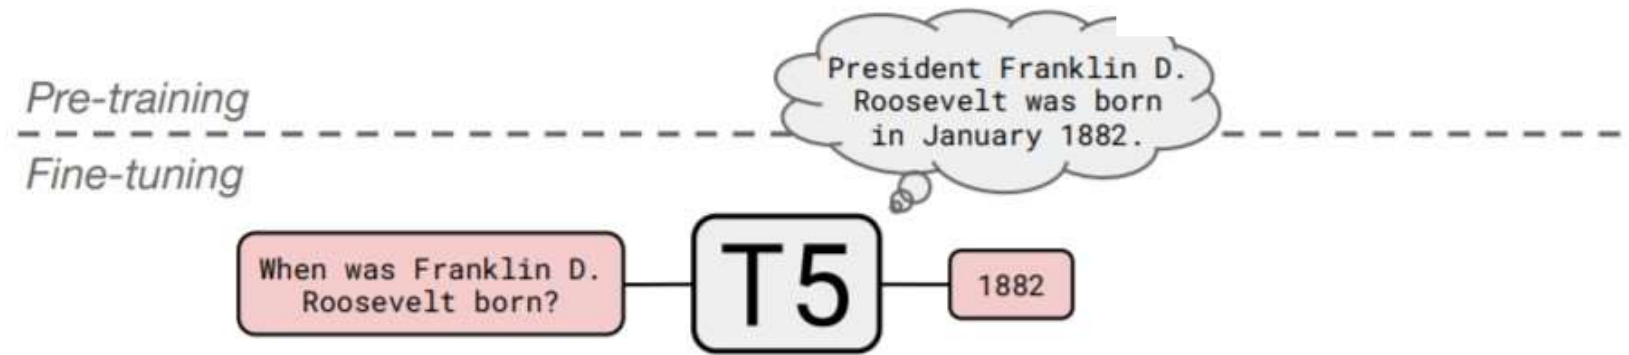 President Franklin D.
Roosevelt was born
in January 1882.
Pre-training
Fine-tuning
When was Franklin D.
Roosevelt born?
T5
1882